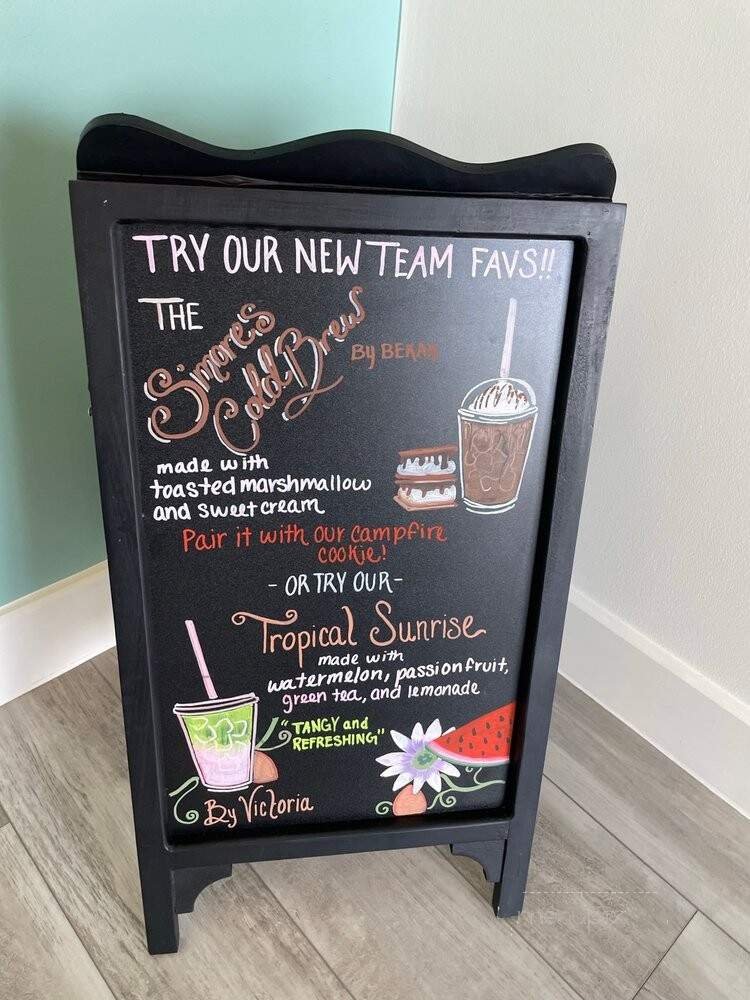 TRY OUR NEW TEAM FAVS!!
THE
S'mores
Cold Brew
By BEKAH
made with
toasted marshmallow
and sweet cream
Pair it with our campfire
cookie!
- OR TRY OUR -
Tropical Sunrise
made with
watermelon, passionfruit,
green tea, and lemonade
"TANGY and
REFRESHING"
By Victoria